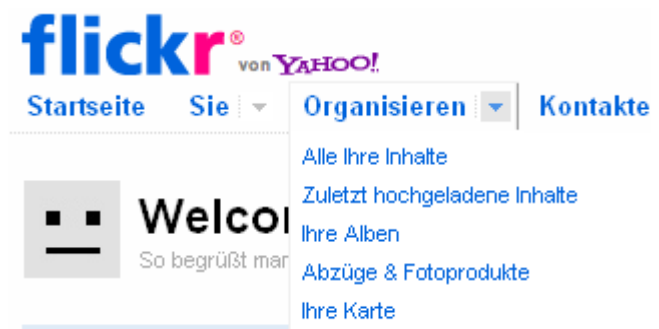 flickr® von YAHOO!
Startseite Sie Organisieren Kontakte
Alle Ihre Inhalte
Zuletzt hochgeladene Inhalte
Ihre Alben
Abzüge & Fotoprodukte
Ihre Karte
Welco
So begrüßt mar